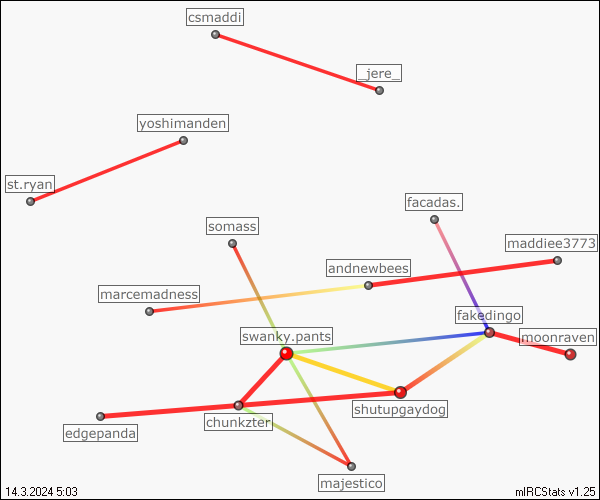 csmaddi
_jere_
yoshimanden
st.ryan
facadas.
somass
maddiee3773
andnewbees
marcemadness
fakedingo
swanky.pants
moonraven
shutupgaydog
chunkzter
edgepanda
majestico
14.3.2024 5:03
mIRCStats v1.25